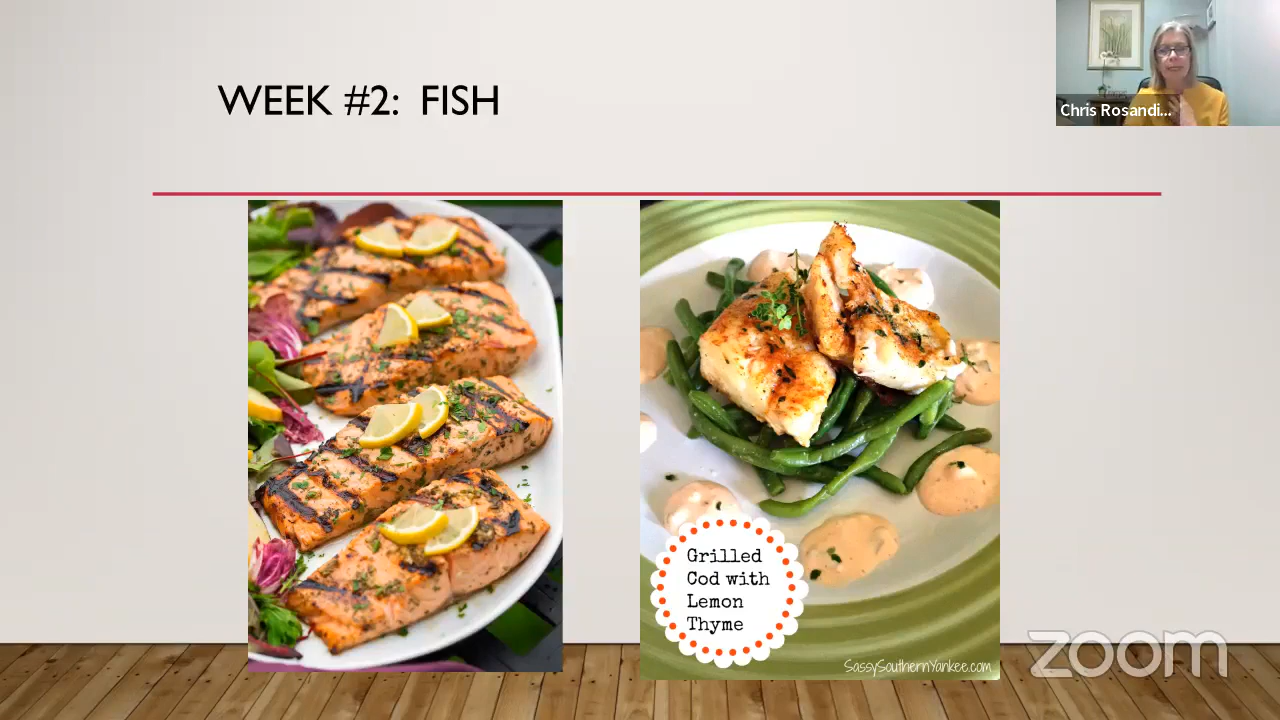 WEEK #2: FISH
Chris Rosandi...
Grilled
Cod with
Lemon
Thyme
SassySouthernYankee.com
zoom